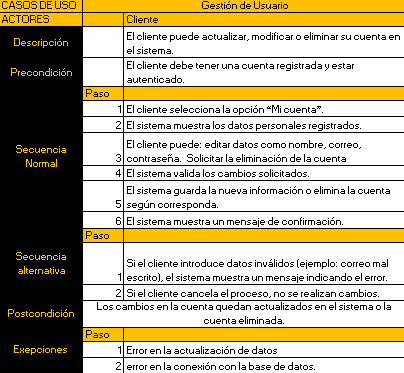 CASOS DE USO Gestión de Usuario
ACTORES Cliente
Descripción El cliente puede actualizar, modificar o eliminar su cuenta en
el sistema.
Precondición El cliente debe tener una cuenta registrada y estar
autenticado.
Secuencia
Normal
Paso
1 El cliente selecciona la opción “Mi cuenta”.
2 El sistema muestra los datos personales registrados.
El cliente puede: editar datos como nombre, correo,
3 contraseña. Solicitar la eliminación de la cuenta
4 El sistema valida los cambios solicitados.
El sistema guarda la nueva información o elimina la cuenta
5 según corresponda.
6 El sistema muestra un mensaje de confirmación.
Secuencia
alternativa
Paso
Si el cliente introduce datos inválidos (ejemplo: correo mal
1 escrito), el sistema muestra un mensaje indicando el error.
2 Si el cliente cancela el proceso, no se realizan cambios.
Postcondición Los cambios en la cuenta quedan actualizados en el sistema o la
cuenta eliminada.
Exepciones
Paso
1 Error en la actualización de datos
2 error en la conexión con la base de datos.